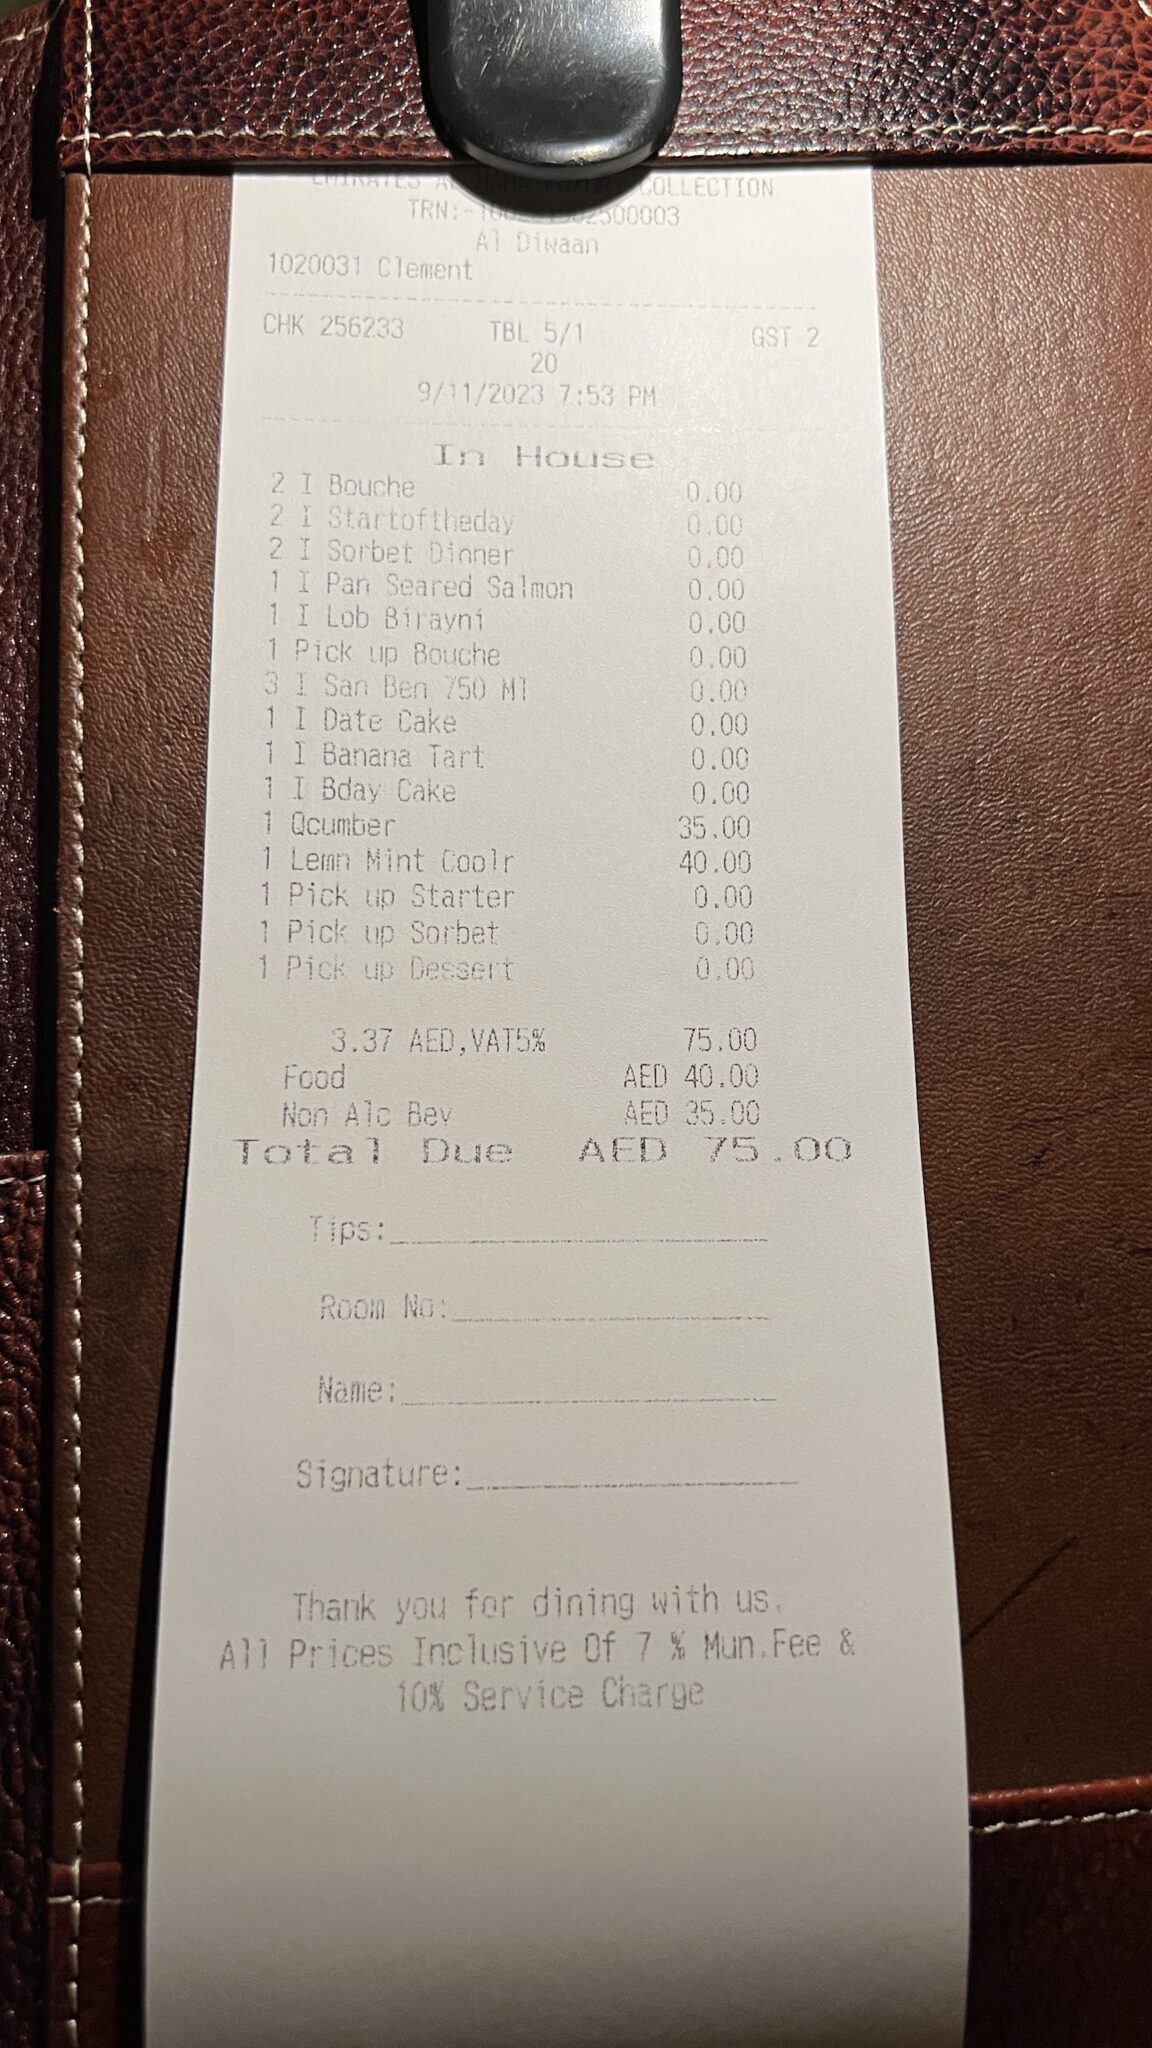 COLLECTION
TRN:-
Al Diwaan
1020031 Clement
CHK 256233 TBL 5/1 GST 2
20
9/11/2023 7:53 PM
In House
2 I Bouche 0.00
2 I Startoftheday 0.00
2 I Sorbet Dinner 0.00
1 I Pan Seared Salmon 0.00
1 I Lob Birayni 0.00
1 Pick up Bouche 0.00
3 I San Ben 750 Ml 0.00
1 I Date Cake 0.00
1 I Banana Tart 0.00
1 I Bday Cake 0.00
1 Qcumber 35.00
1 Lemn Mint Coolr 40.00
1 Pick up Starter 0.00
1 Pick up Sorbet 0.00
1 Pick up Dessert 0.00
3.37 AED,VAT5% 75.00
Food AED 40.00
Non Alc Bev AED 35.00
Total Due AED 75.00
Tips:
Room No:
Name:
Signature:
Thank you for dining with us.
All Prices Inclusive Of 7 % Mun.Fee &
10% Service Charge